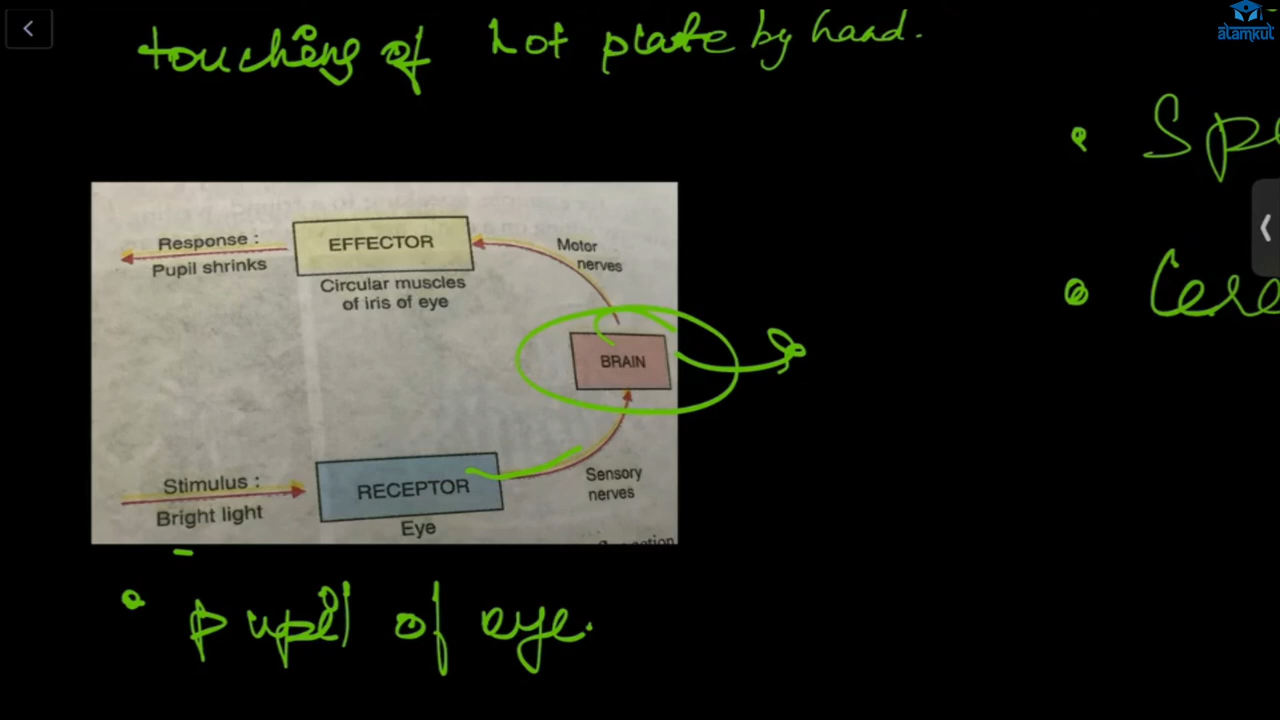 atamkul
touching of hot plate by hand.
Response :
Pupil shrinks
EFFECTOR
Circular muscles
of iris of eye
Motor
nerves
BRAIN
Sensory
nerves
Stimulus :
Bright light
RECEPTOR
Eye
• pupil of eye.